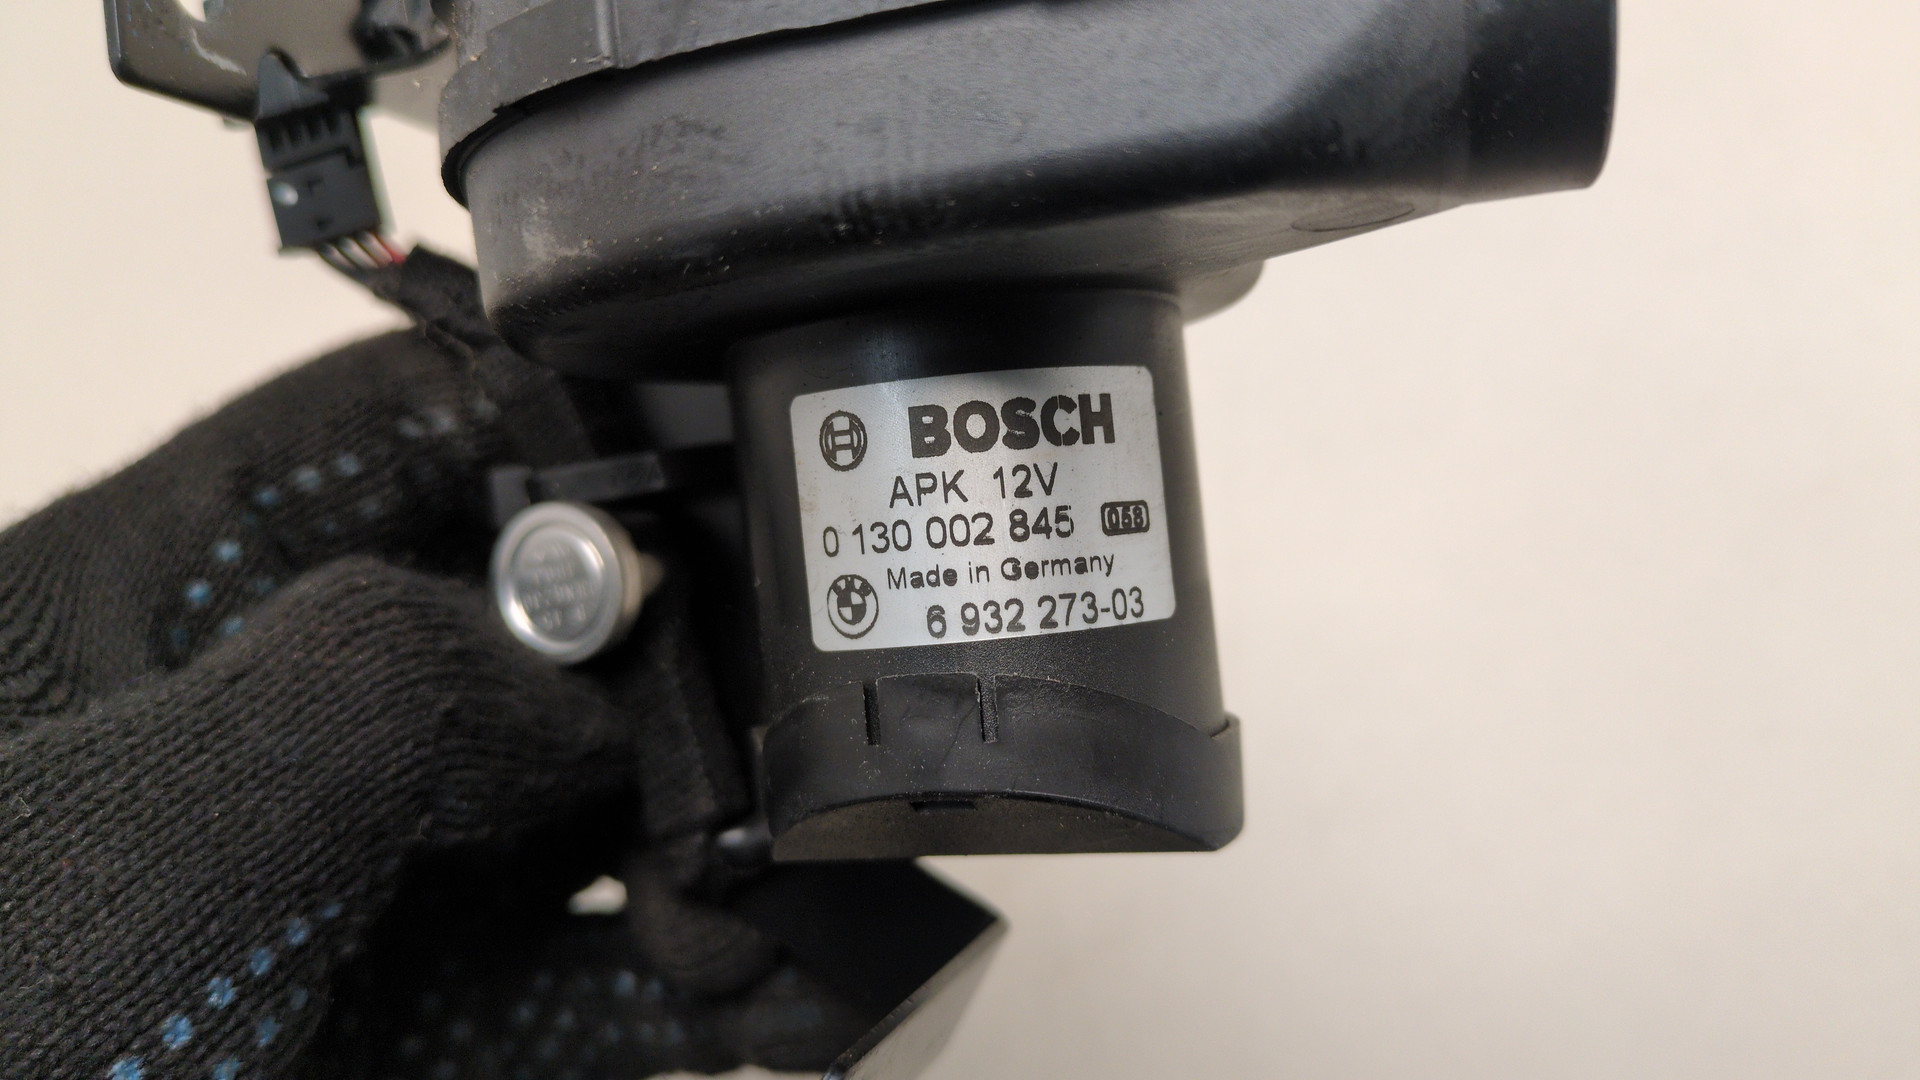 BOSCH
APK 12V
0 130 002 845 058
Made in Germany
6 932 273-03